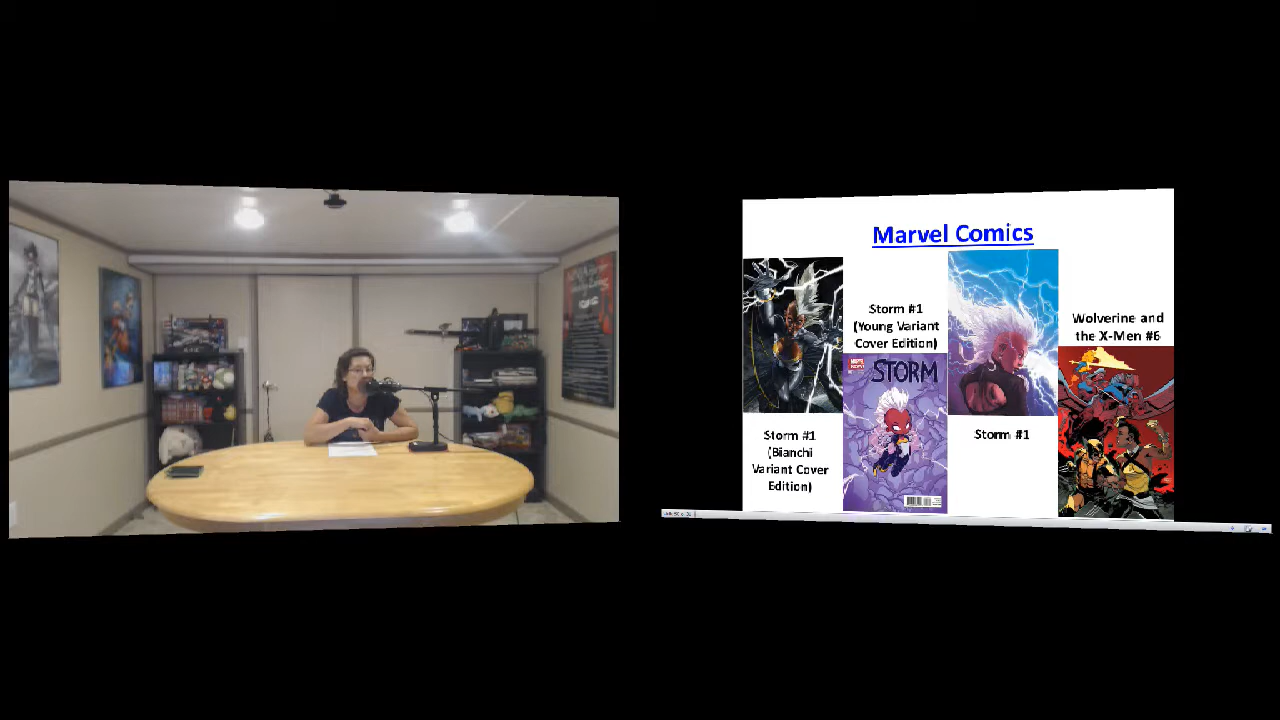 Marvel Comics
Storm #1
(Bianchi
Variant Cover
Edition)
Storm #1
(Young Variant
Cover Edition)
STORM
Storm #1
Wolverine and
the X-Men #6